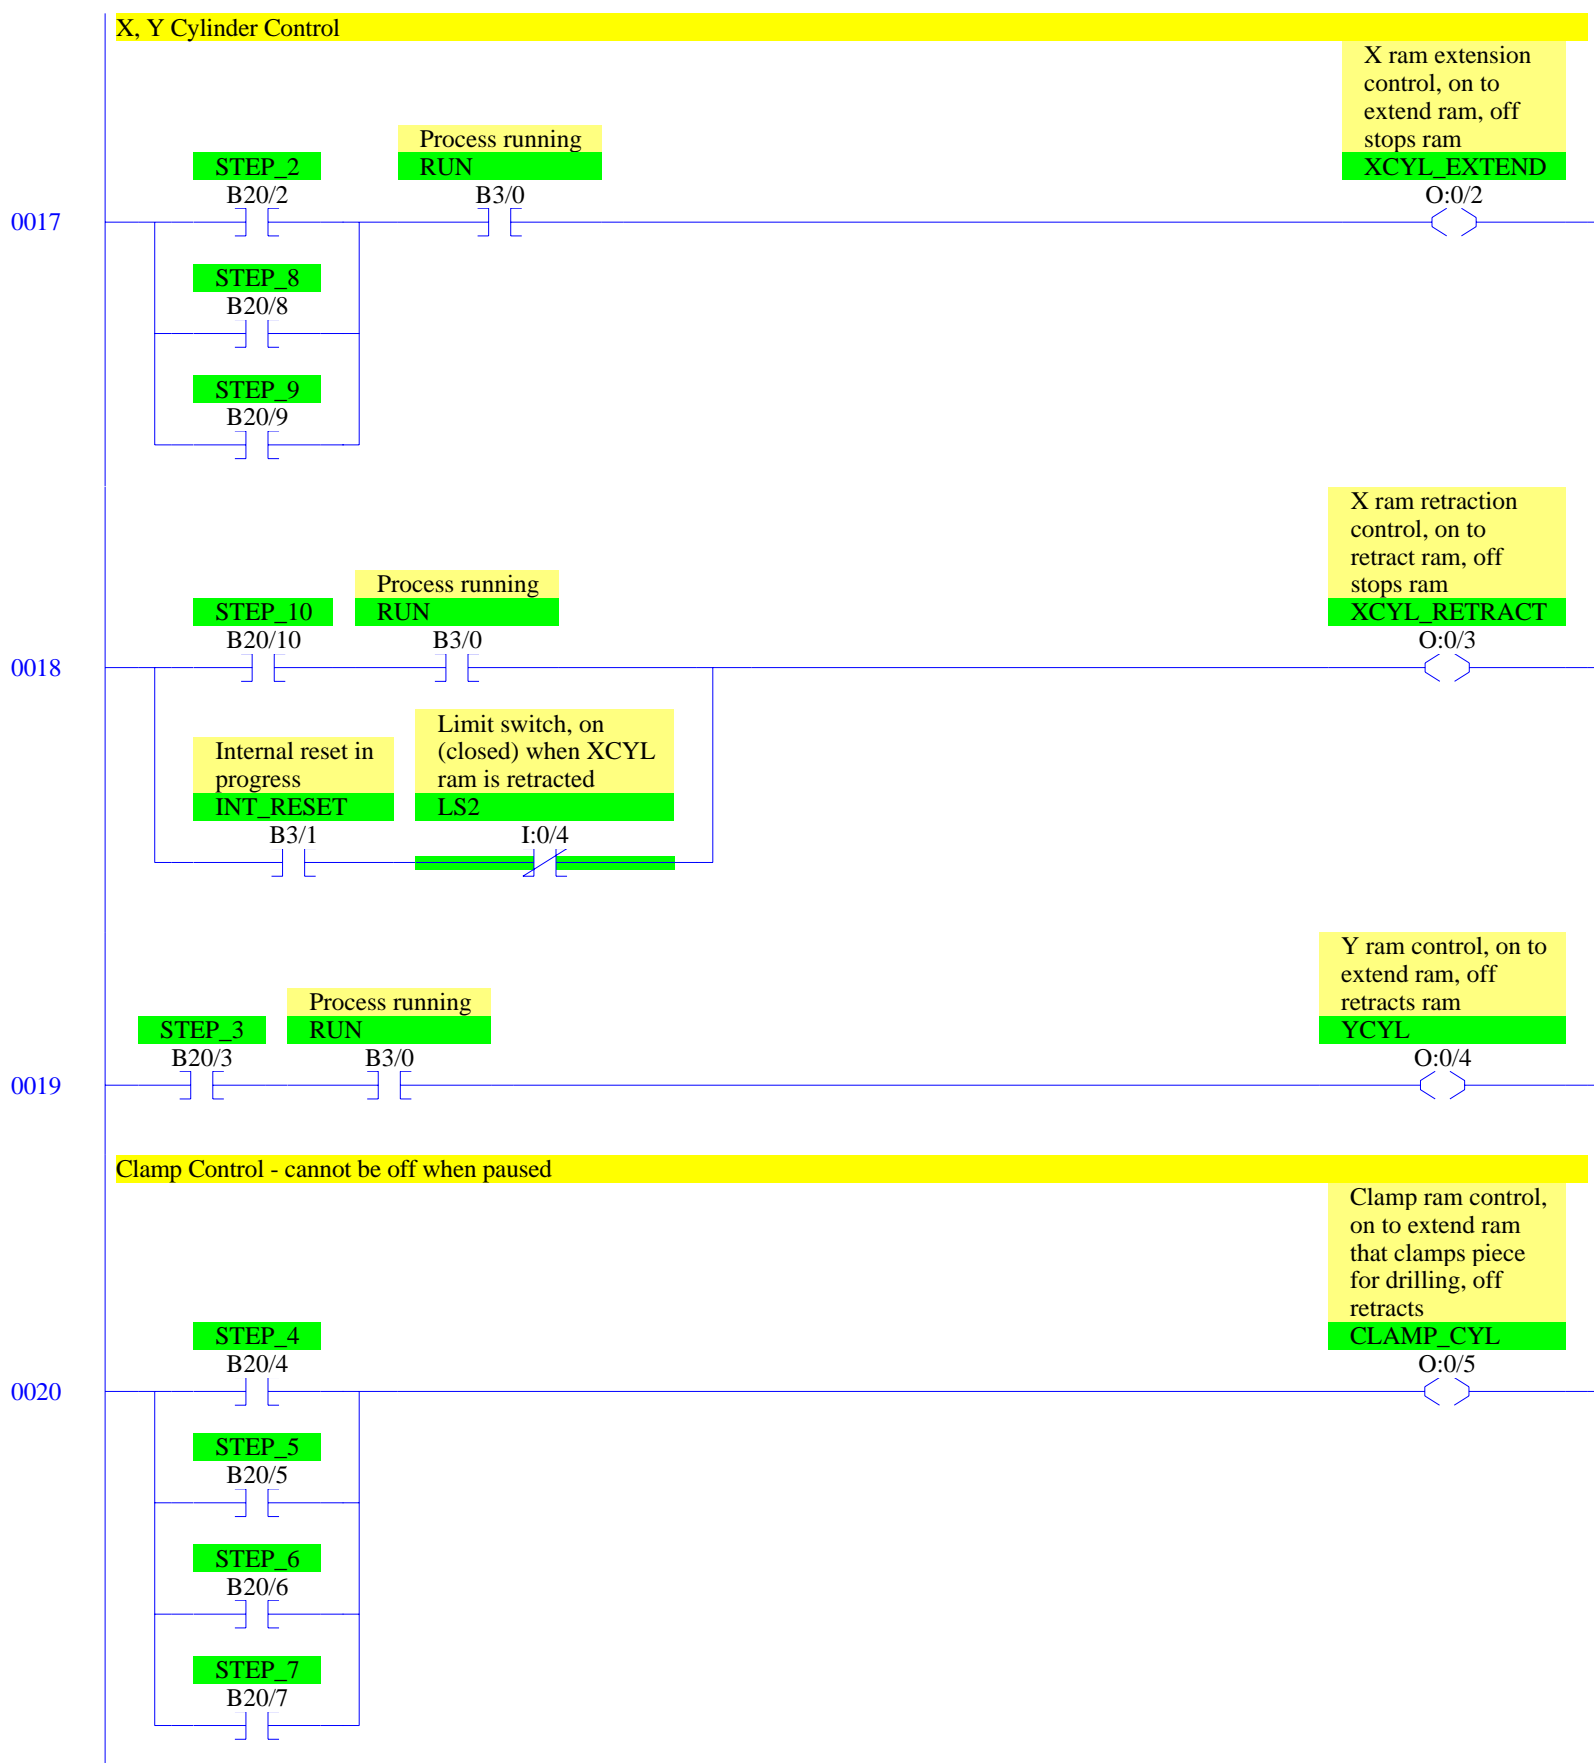 X, Y Cylinder Control
X ram extension
control, on to
extend ram, off
stops ram
XCYL_EXTEND
O:0/2
Process running
RUN
B3/0
STEP_2
B20/2
0017
STEP_8
B20/8
STEP_9
B20/9
X ram retraction
control, on to
retract ram, off
stops ram
XCYL_RETRACT
O:0/3
Process running
RUN
B3/0
STEP_10
B20/10
0018
Internal reset in
progress
INT_RESET
B3/1
Limit switch, on
(closed) when XCYL
ram is retracted
LS2
I:0/4
Y ram control, on to
extend ram, off
retracts ram
YCYL
O:0/4
Process running
RUN
B3/0
STEP_3
B20/3
0019
Clamp Control - cannot be off when paused
Clamp ram control,
on to extend ram
that clamps piece
for drilling, off
retracts
CLAMP_CYL
O:0/5
STEP_4
B20/4
0020
STEP_5
B20/5
STEP_6
B20/6
STEP_7
B20/7